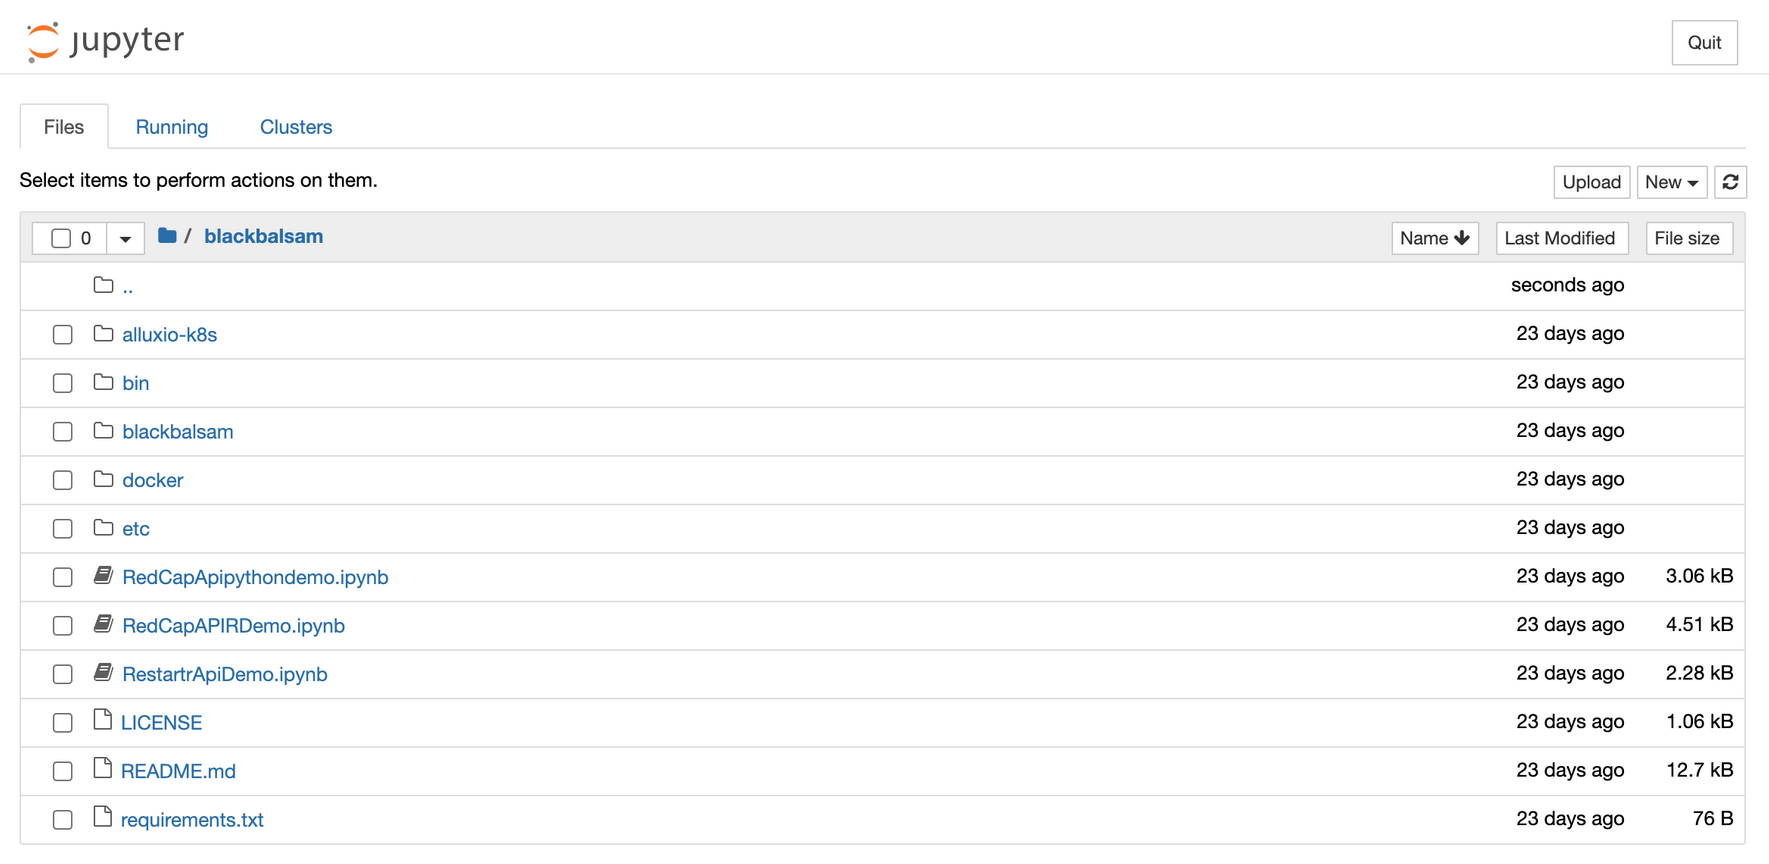 jupyter
Quit
Files Running Clusters
Select items to perform actions on them.
Upload New
0 / blackbalsam Name Last Modified File size
.. seconds ago
alluxio-k8s 23 days ago
bin 23 days ago
blackbalsam 23 days ago
docker 23 days ago
etc 23 days ago
RedCapApipythondemo.ipynb 23 days ago 3.06 kB
RedCapAPIRDemo.ipynb 23 days ago 4.51 kB
RestartrApiDemo.ipynb 23 days ago 2.28 kB
LICENSE 23 days ago 1.06 kB
README.md 23 days ago 12.7 kB
requirements.txt 23 days ago 76 B